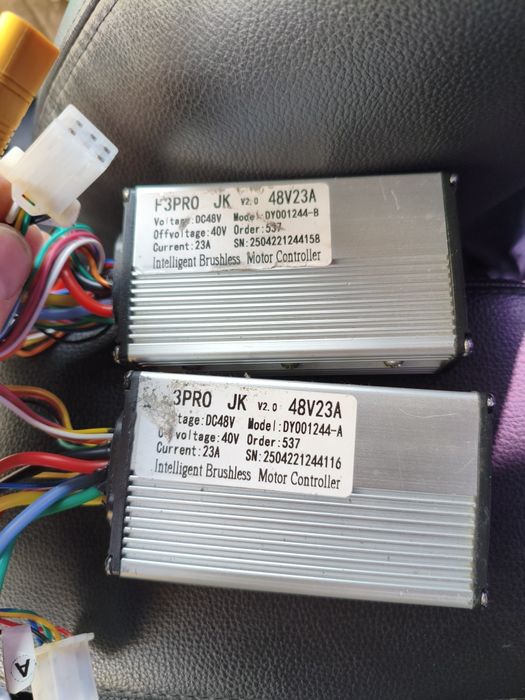 F3PRO JK V2.0 48V23A
Voltage:DC48V Model:DY001244-B
Offvoltage:40V Order:537
Current:23A SN:2504221244158
Intelligent Brushless Motor Controller
3PRO JK V2.0 48V23A
tage:DC48V Model:DY001244-A
voltage:40V Order:537
Current:23A SN:2504221244116
Intelligent Brushless Motor Controller
A